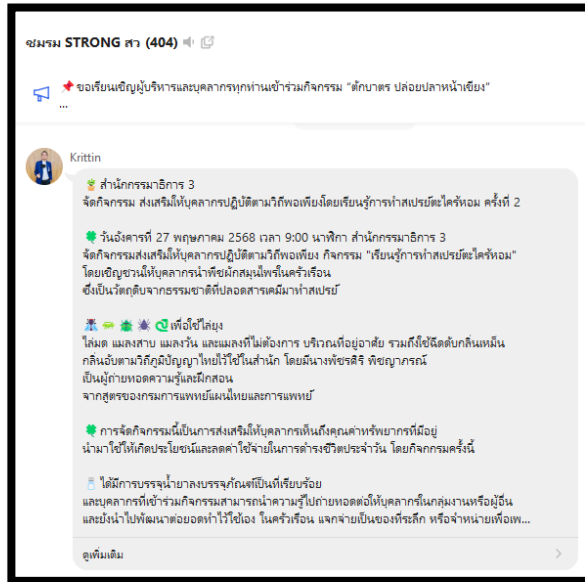 ชมรม STRONG สว (404)
📌ขอเรียนเชิญผู้บริหารและบุคลากรทุกท่านเข้าร่วมกิจกรรม "ตักบาตร ปล่อยปลาหน้าเขียง"
...
Krittin
สำนักกรรมาธิการ 3
จัดกิจกรรม ส่งเสริมให้บุคลากรปฏิบัติตามวิถีพอเพียงโดยเรียนรู้การทำสเปรย์ตะไคร้หอม ครั้งที่ 2
🍀 วันอังคารที่ 27 พฤษภาคม 2568 เวลา 9:00 นาฬิกา สำนักกรรมาธิการ 3
จัดกิจกรรมส่งเสริมให้บุคลากรปฏิบัติตามวิถีพอเพียง กิจกรรม "เรียนรู้การทำสเปรย์ตะไคร้หอม"
โดยเชิญชวนให้บุคลากรนำพืชผักสมุนไพรในครัวเรือน
ซึ่งเป็นวัตถุดิบจากธรรมชาติที่ปลอดสารเคมีมาทำสเปรย์
เพื่อใช้ไล่ยุง
ไล่มด แมลงสาบ แมลงวัน และแมลงที่ไม่ต้องการ บริเวณที่อยู่อาศัย รวมถึงใช้ฉีดดับกลิ่นเหม็น
กลิ่นอับตามวิถีภูมิปัญญาไทยไว้ใช้ในสำนัก โดยมีนางพัชรศิริ พิชญาภรณ์
เป็นผู้ถ่ายทอดความรู้และฝึกสอน
จากสูตรของกรมการแพทย์แผนไทยและการแพทย์
🍀 การจัดกิจกรรมนี้เป็นการส่งเสริมให้บุคลากรเห็นถึงคุณค่าทรัพยากรที่มีอยู่
นำมาใช้ให้เกิดประโยชน์และลดค่าใช้จ่ายในการดำรงชีวิตประจำวัน โดยกิจกรรมครั้งนี้
ได้มีการบรรจุน้ำยาลงบรรจุภัณฑ์เป็นที่เรียบร้อย
และบุคลากรที่เข้าร่วมกิจกรรมสามารถนำความรู้ไปถ่ายทอดต่อให้บุคลากรในกลุ่มงานหรือผู้อื่น
และยังนำไปพัฒนาต่อยอดทำไว้ใช้เอง ในครัวเรือน แจกจ่ายเป็นของที่ระลึก หรือจำหน่ายเพื่อเพ...
ดูเพิ่มเติม